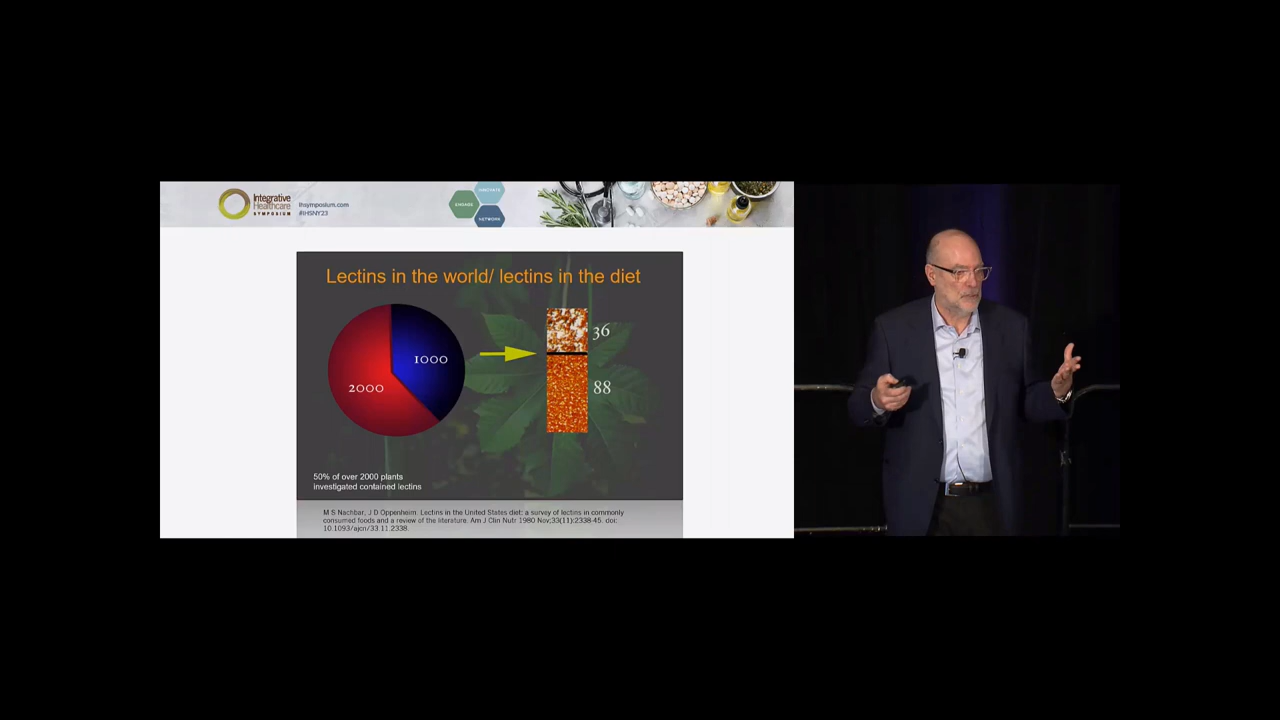 Integrative
Healthcare
SYMPOSIUM
ihsymposium.com
#IHSNY23
INNOVATE
ENGAGE
NETWORK
Lectins in the world/ lectins in the diet
1000
2000
36
88
50% of over 2000 plants
investigated contained lectins
M S Nachbar, J D Oppenheim. Lectins in the United States diet: a survey of lectins in commonly
consumed foods and a review of the literature. Am J Clin Nutr 1980 Nov;33(11):2338-45. doi:
10.1093/ajcn/33.11.2338.